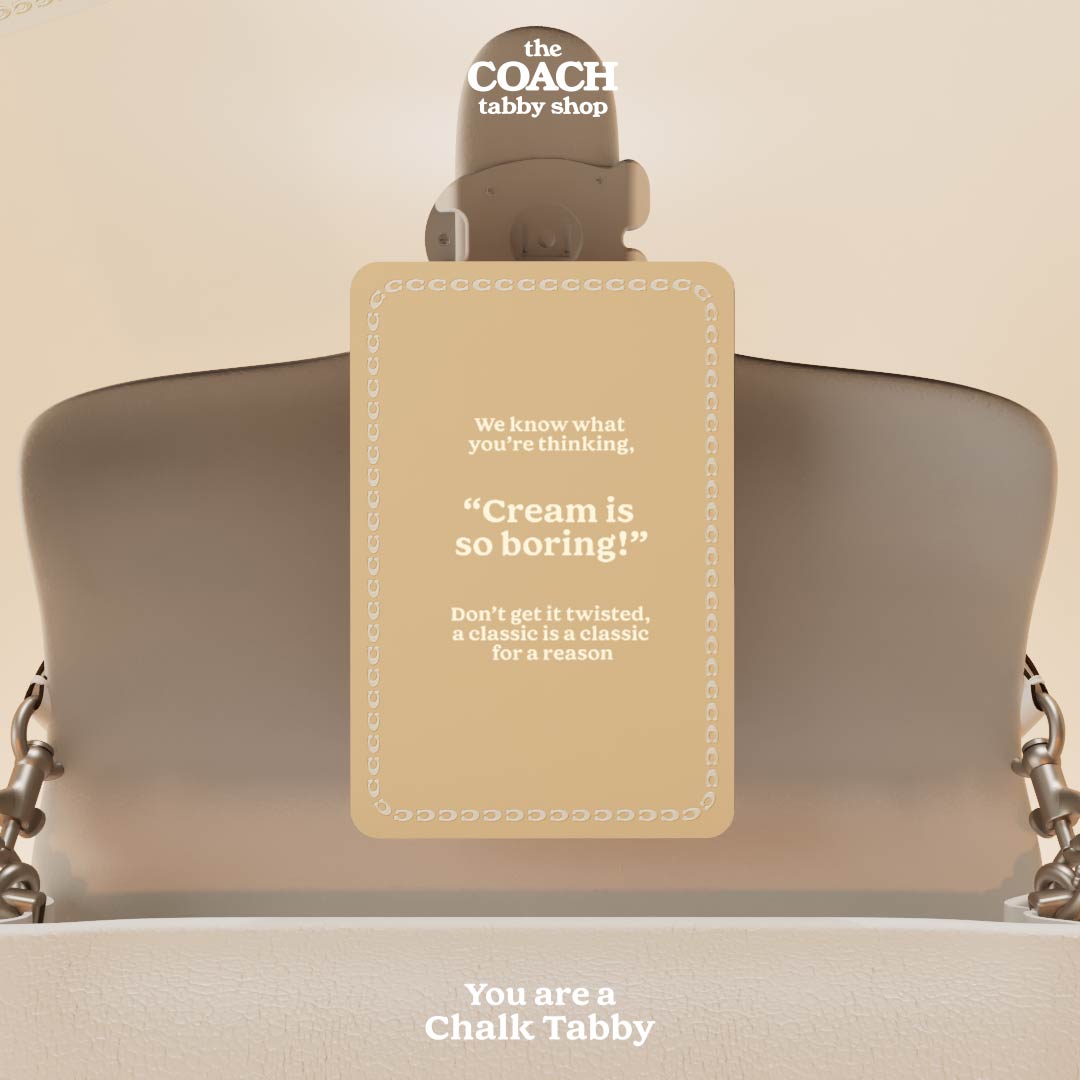 the
COACH
tabby shop
We know what
you’re thinking,
“Cream is
so boring!”
Don’t get it twisted,
a classic is a classic
for a reason
You are a
Chalk Tabby